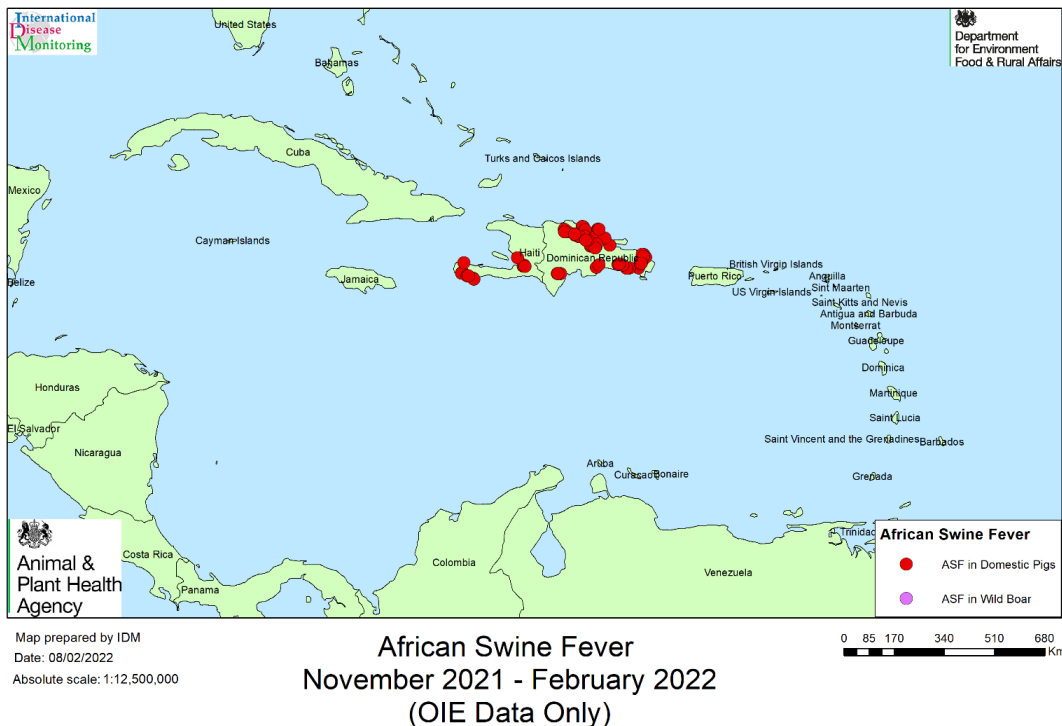 International
Disease
Monitoring
United States
Department
for Environment
Food & Rural Affairs
Bahamas
Cuba
Turks and Caicos Islands
Mexico
Cayman Islands
Haiti
Dominican Republic
Jamaica
Puerto Rico
British Virgin Islands
Anguilla
Belize
US Virgin Islands
Sint Maarten
Saint Kitts and Nevis
Antigua and Barbuda
Montserrat
Guadeloupe
Dominica
Honduras
Martinique
Saint Lucia
El Salvador
Saint Vincent and the Grenadines
Barbados
Nicaragua
Aruba
Curacao
Bonaire
Grenada
Trinidad
Costa Rica
Colombia
Venezuela
Panama
Animal &
Plant Health
Agency
African Swine Fever
ASF in Domestic Pigs
ASF in Wild Boar
Map prepared by IDM
Date: 08/02/2022
Absolute scale: 1:12,500,000
African Swine Fever
November 2021 - February 2022
(OIE Data Only)
0 85 170 340 510 680
Km